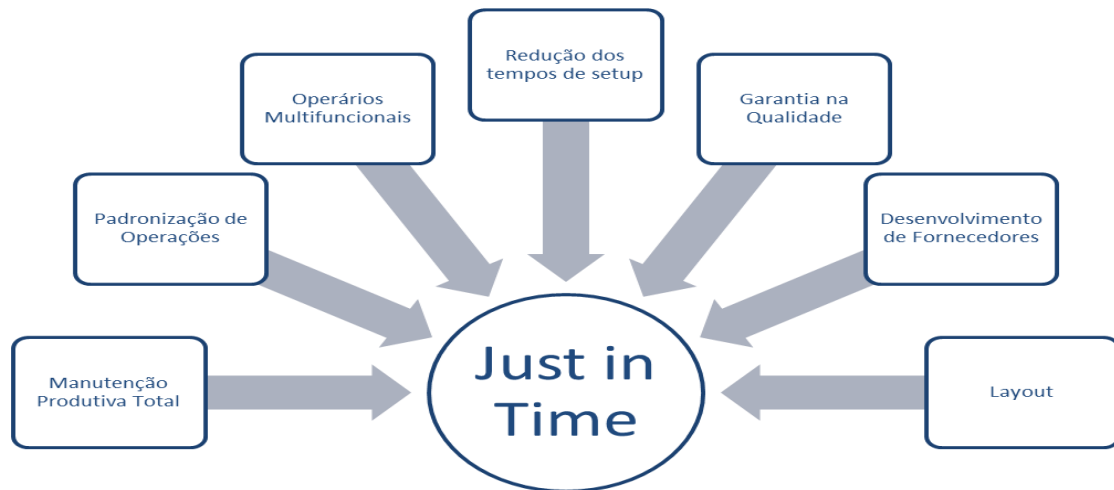 Redução dos
tempos de setup
Operários
Multifuncionais
Garantia na
Qualidade
Padronização de
Operações
Desenvolvimento
de Fornecedores
Manutenção
Produtiva Total
Just in
Time
Layout